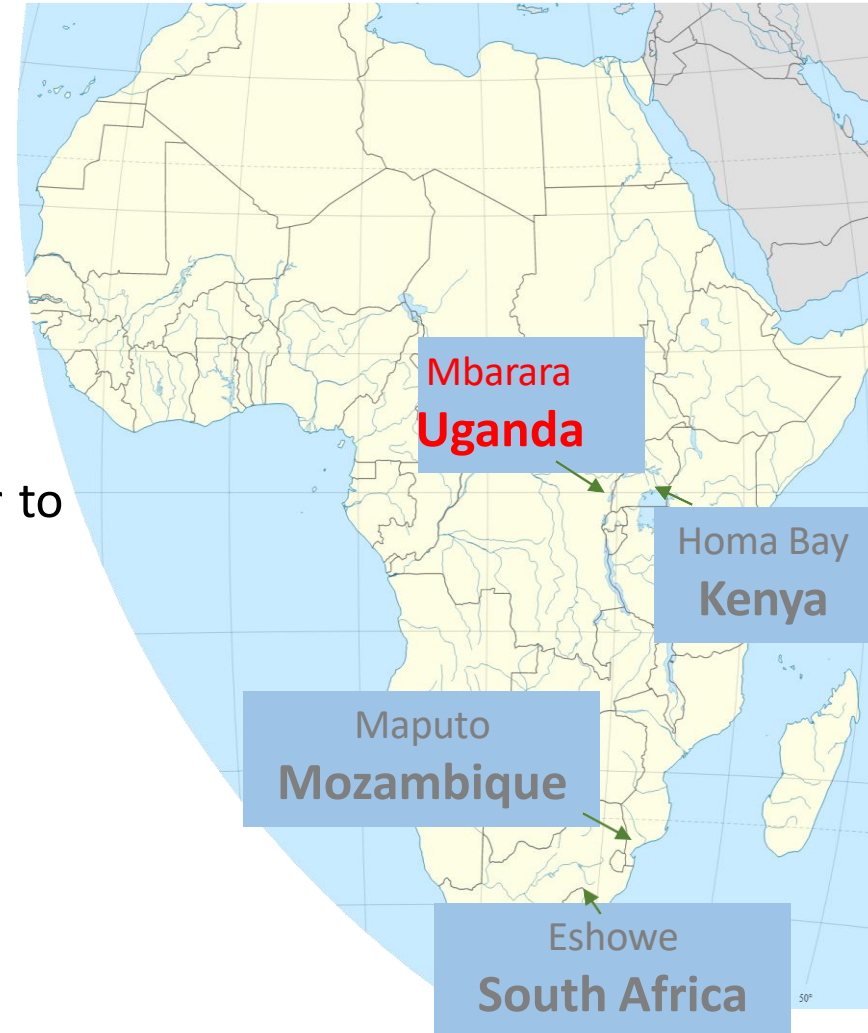 Mbarara
Uganda
to
Homa Bay
Kenya
Maputo
Mozambique
Eshowe
South Africa
50°